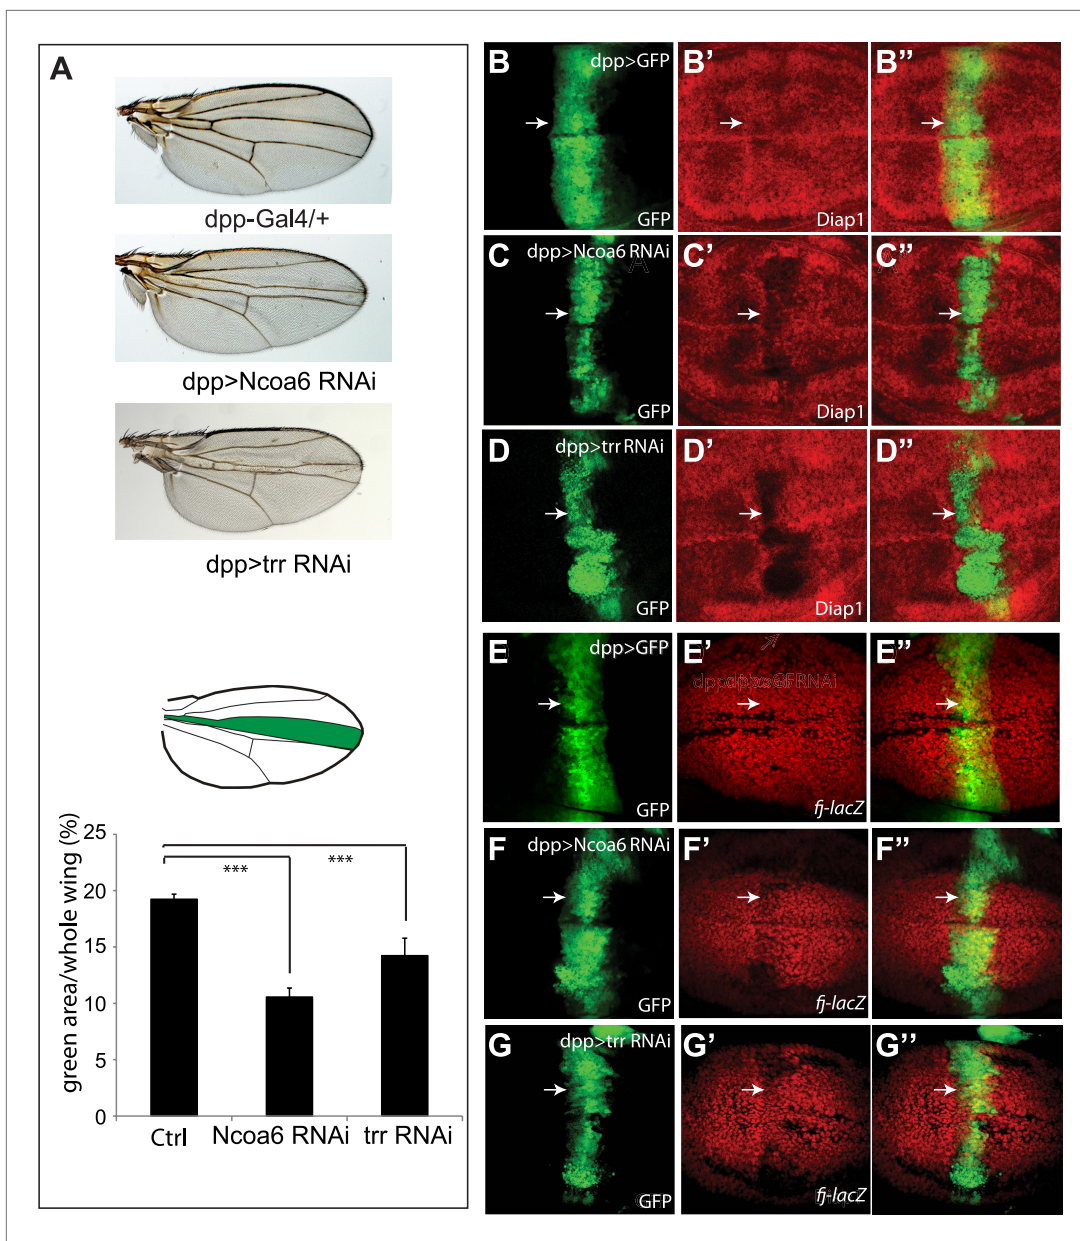 A
dpp-Gal4/+
dpp>Ncoa6 RNAi
dpp>trr RNAi
green area/whole wing (%)
25
20
15
10
5
0
***
***
Ctrl
Ncoa6 RNAi
trr RNAi
B
dpp>GFP
GFP
B’
Diap1
B’’
C
dpp>Ncoa6 RNAi
A
GFP
C’
Diap1
C’’
D
dpp>trr RNAi
GFP
D’
Diap1
D’’
E
dpp>GFP
GFP
E’
fj-lacZ
E’’
F
dpp>Ncoa6 RNAi
GFP
F’
fj-lacZ
F’’
G
dpp>trr RNAi
GFP
G’
fj-lacZ
G’’